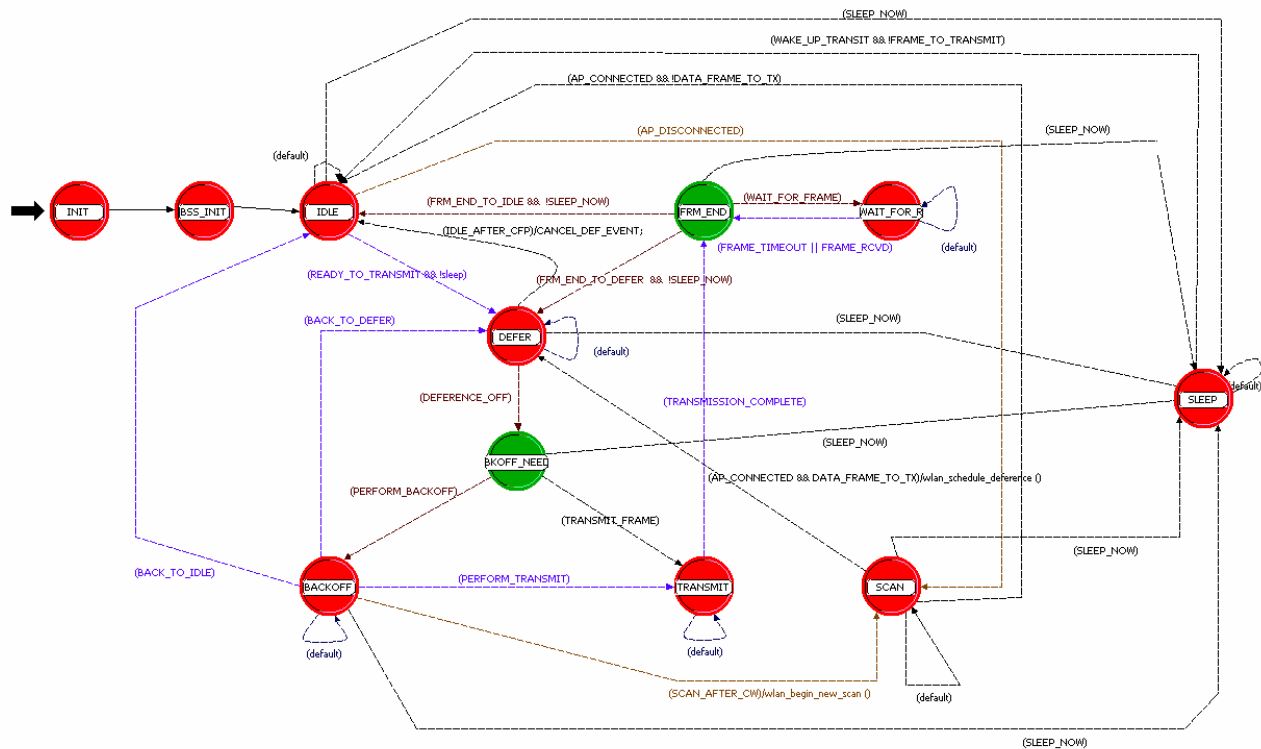 (SLEEP_NOW)
(WAKE_UP_TRANSIT && !FRAME_TO_TRANSMIT)
(AP_CONNECTED && !DATA_FRAME_TO_TX)
(AP_DISCONNECTED)
(SLEEP_NOW)
(default)
(FRM_END_TO_IDLE && !SLEEP_NOW)
(WAIT_FOR_FRAME)
INIT
BSS_INIT
IDLE
FRM_END
WAIT_FOR_R
(IDLE_AFTER_CFP)/CANCEL_DEF_EVENT;
(FRAME_TIMEOUT || FRAME_RCVD)
(default)
(READY_TO_TRANSMIT && !sleep)
(FRM_END_TO_DEFER && !SLEEP_NOW)
(BACK_TO_DEFER)
(SLEEP_NOW)
DEFER
(default)
(default)
SLEEP
(DEFERENCE_OFF)
(TRANSMISSION_COMPLETE)
(SLEEP_NOW)
BKOFF_NEED
(AP_CONNECTED && DATA_FRAME_TO_TX)/wlan_schedule_deference ()
(PERFORM_BACKOFF)
(TRANSMIT_FRAME)
(SLEEP_NOW)
(BACK_TO_IDLE)
(PERFORM_TRANSMIT)
BACKOFF
TRANSMIT
SCAN
(default)
(default)
(SCAN_AFTER_CW)/wlan_begin_new_scan ()
(default)
(SLEEP_NOW)